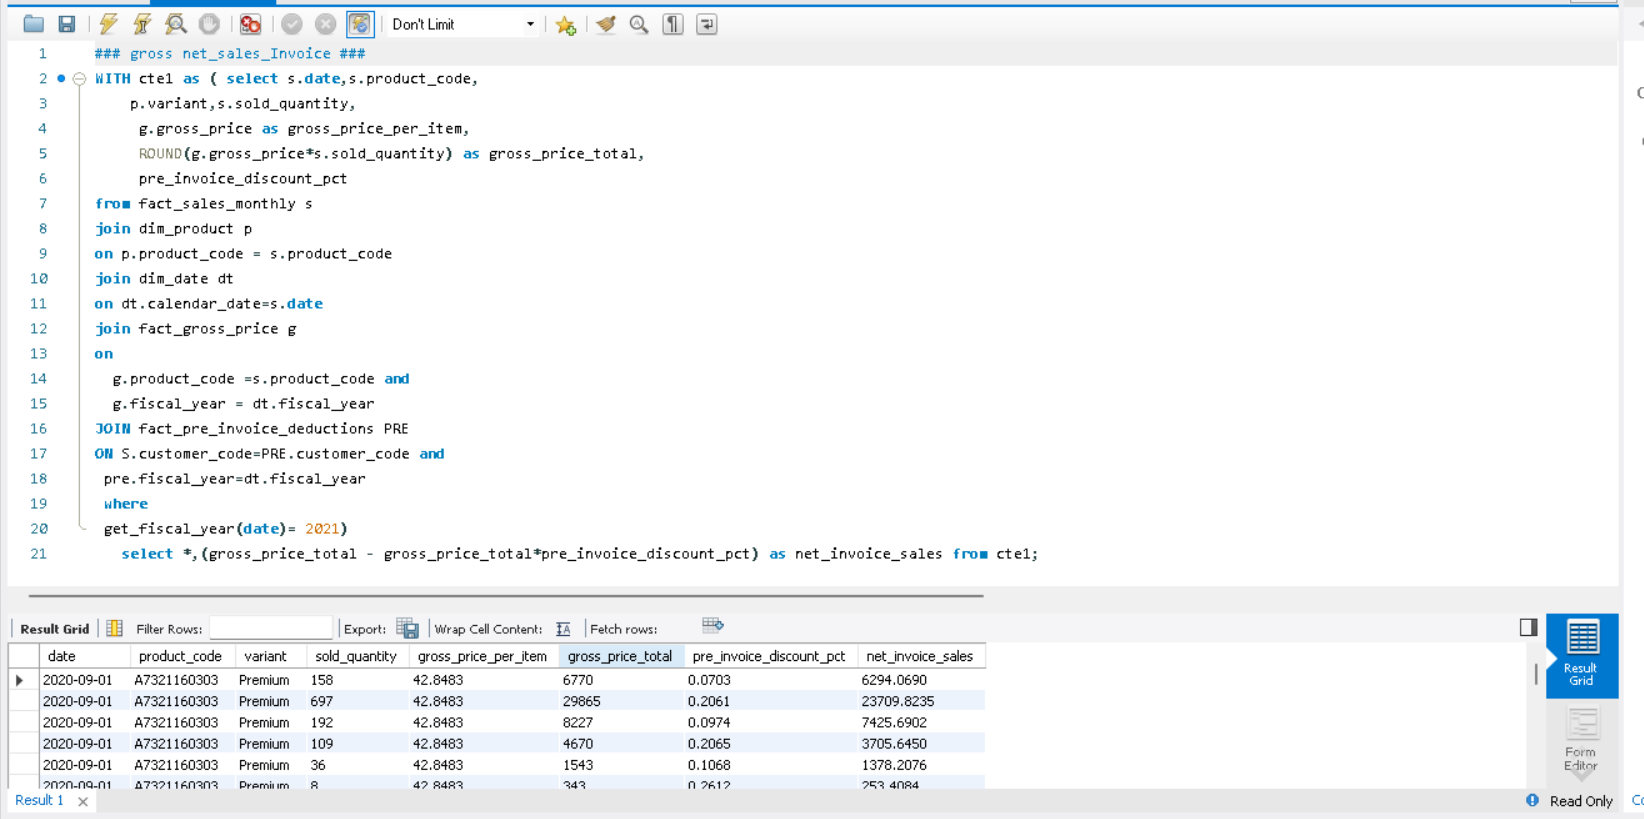 Don't Limit
1 ### gross net_sales_Invoice ###
2 WITH cte1 as ( select s.date,s.product_code,
3 p.variant,s.sold_quantity,
4 g.gross_price as gross_price_per_item,
5 ROUND(g.gross_price*s.sold_quantity) as gross_price_total,
6 pre_invoice_discount_pct
7 from fact_sales_monthly s
8 join dim_product p
9 on p.product_code = s.product_code
10 join dim_date dt
11 on dt.calendar_date=s.date
12 join fact_gross_price g
13 on
14 g.product_code =s.product_code and
15 g.fiscal_year = dt.fiscal_year
16 JOIN fact_pre_invoice_deductions PRE
17 ON S.customer_code=PRE.customer_code and
18 pre.fiscal_year=dt.fiscal_year
19 where
20 get_fiscal_year(date)= 2021)
21 select *,(gross_price_total - gross_price_total*pre_invoice_discount_pct) as net_invoice_sales from cte1;
Result Grid Filter Rows: Export: Wrap Cell Content: Fetch rows:
date product_code variant sold_quantity gross_price_per_item gross_price_total pre_invoice_discount_pct net_invoice_sales
2020-09-01 A7321160303 Premium 158 42.8483 6770 0.0703 6294.0690
2020-09-01 A7321160303 Premium 697 42.8483 29865 0.2061 23709.8235
2020-09-01 A7321160303 Premium 192 42.8483 8227 0.0974 7425.6902
2020-09-01 A7321160303 Premium 109 42.8483 4670 0.2065 3705.6450
2020-09-01 A7321160303 Premium 36 42.8483 1543 0.1068 1378.2076
2020-09-01 A7321160303 Premium 8 42.8483 343 0.2612 253.4084
Result
Grid
Form
Editor
Result 1
Read Only